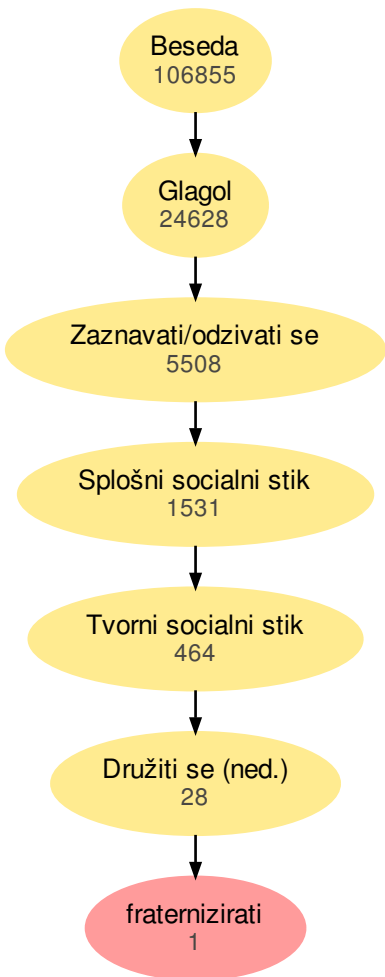 Beseda
106855
Glagol
24628
Zaznavati/odzivati se
5508
Splošni socialni stik
1531
Tvorni socialni stik
464
Družiti se (ned.)
28
fraternizirati
1